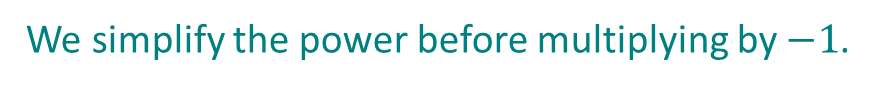 We simplify the power before multiplying by −1.